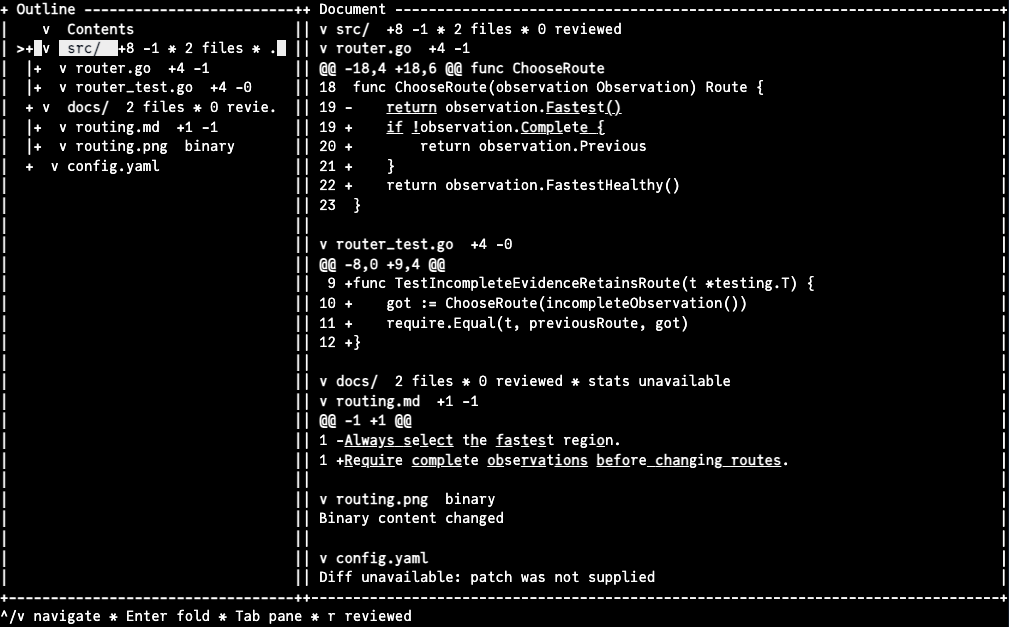 Outline
v Contents
>+ v src/ +8 -1 * 2 files * .
|+ v router.go +4 -1
|+ v router_test.go +4 -0
+ v docs/ 2 files * 0 revie.
|+ v routing.md +1 -1
|+ v routing.png binary
+ v config.yaml
Document
v src/ +8 -1 * 2 files * 0 reviewed
v router.go +4 -1
@@ -18,4 +18,6 @@ func ChooseRoute
18 func ChooseRoute(observation Observation) Route {
19 - return observation.Fastest()
19 + if !observation.Complete {
20 + return observation.Previous
21 + }
22 + return observation.FastestHealthy()
23 }
v router_test.go +4 -0
@@ -8,0 +9,4 @@
9 +func TestIncompleteEvidenceRetainsRoute(t *testing.T) {
10 + got := ChooseRoute(incompleteObservation())
11 + require.Equal(t, previousRoute, got)
12 +}
v docs/ 2 files * 0 reviewed * stats unavailable
v routing.md +1 -1
@@ -1 +1 @@
1 -Always select the fastest region.
1 +Require complete observations before changing routes.
v routing.png binary
Binary content changed
v config.yaml
Diff unavailable: patch was not supplied
^/v navigate * Enter fold * Tab pane * r reviewed